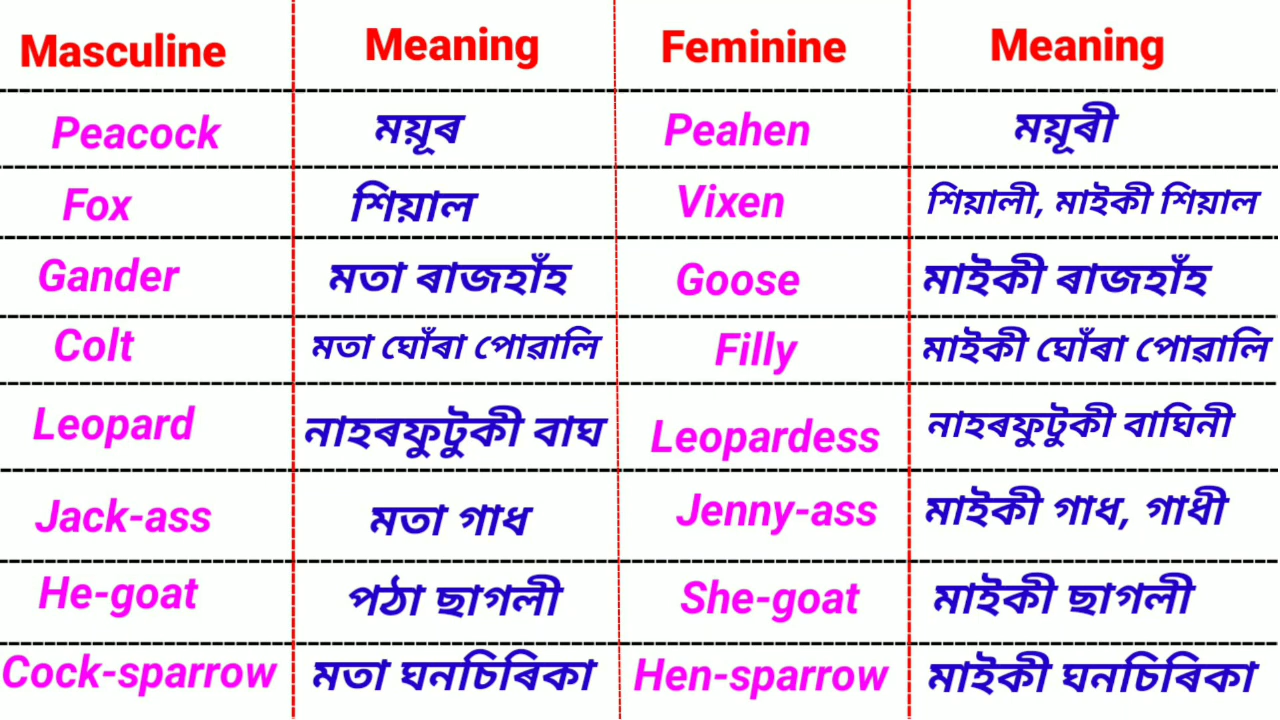 Masculine Meaning Feminine Meaning
Peacock ময়ূৰ Peahen ময়ূৰী
Fox শিয়াল Vixen শিয়ালী, মাইকী শিয়াল
Gander মতা ৰাজহাঁহ Goose মাইকী ৰাজহাঁহ
Colt মতা ঘোঁৰা পোৱালি Filly মাইকী ঘোঁৰা পোৱালি
Leopard নাহৰফুটুকী বাঘ Leopardess নাহৰফুটুকী বাঘিনী
Jack-ass মতা গাধ Jenny-ass মাইকী গাধ, গাধী
He-goat পঠা ছাগলী She-goat মাইকী ছাগলী
Cock-sparrow মতা ঘনচিৰিকা Hen-sparrow মাইকী ঘনচিৰিকা